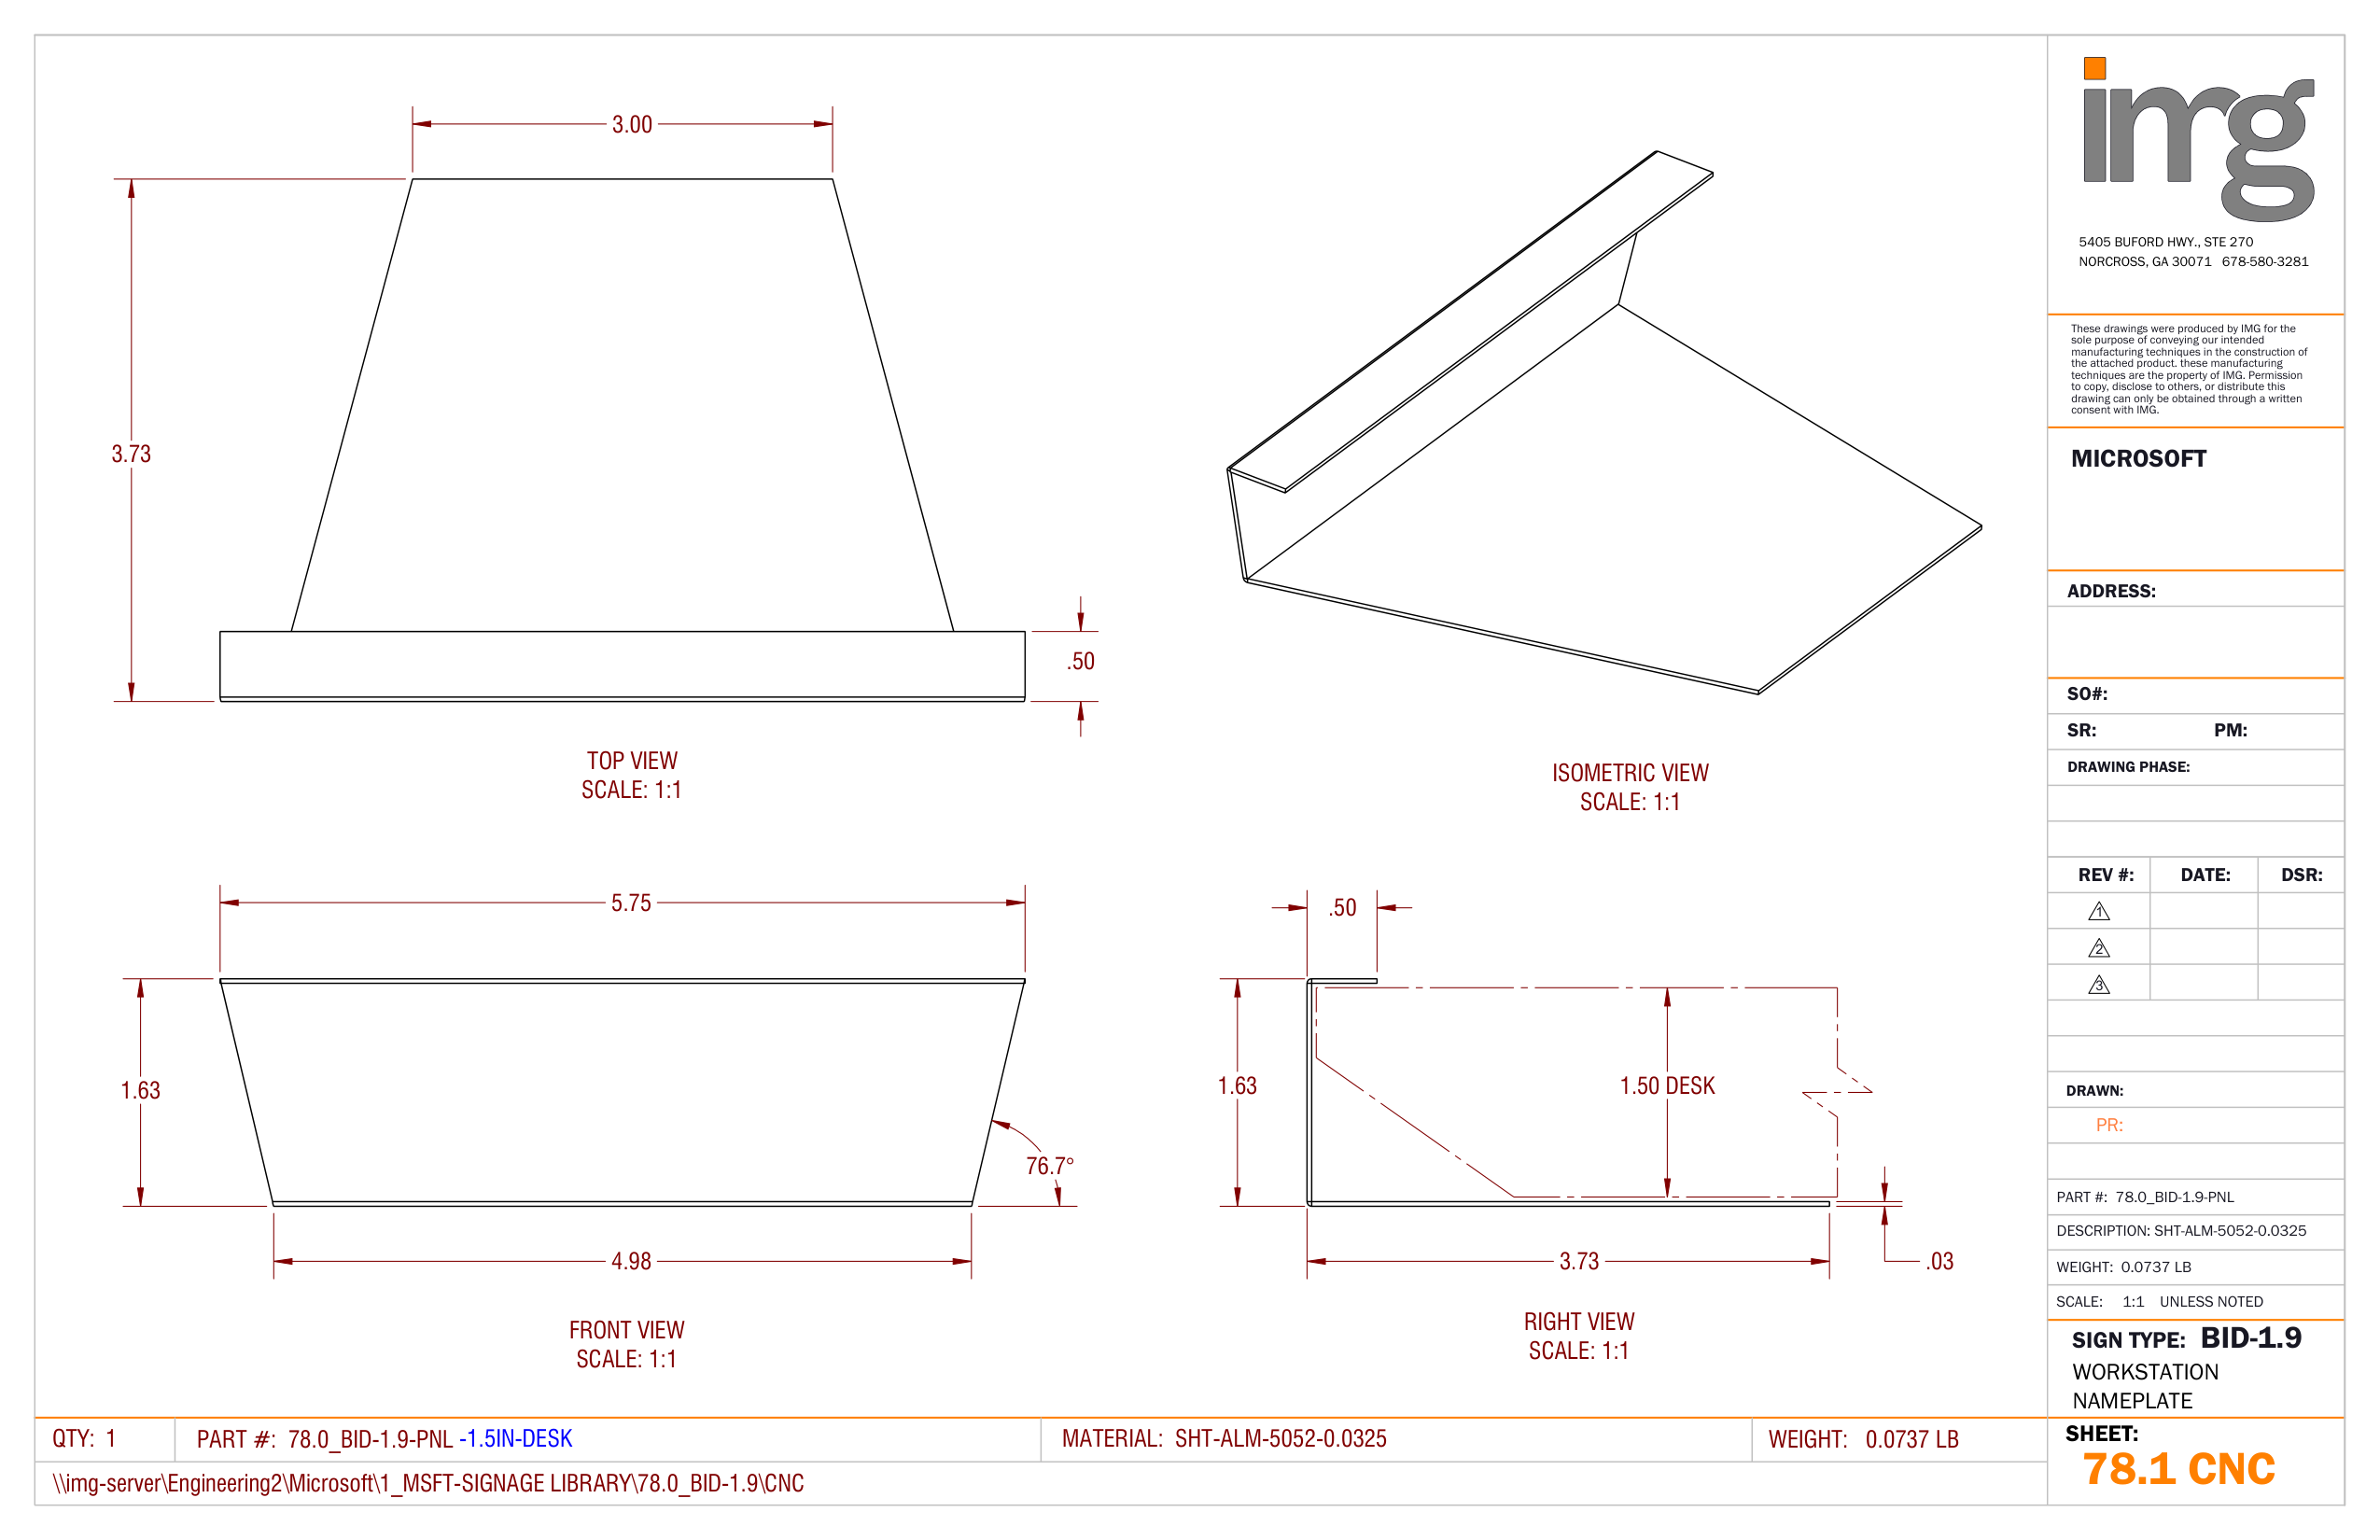 3.00
3.73
.50
TOP VIEW
SCALE: 1:1
ISOMETRIC VIEW
SCALE: 1:1
5.75
1.63
76.7°
4.98
FRONT VIEW
SCALE: 1:1
.50
1.63
1.50 DESK
3.73
.03
RIGHT VIEW
SCALE: 1:1
img
5405 BUFORD HWY., STE 270
NORCROSS, GA 30071 678-580-3281
These drawings were produced by IMG for the
sole purpose of conveying our intended
manufacturing techniques in the construction of
the attached product. these manufacturing
techniques are the property of IMG. Permission
to copy, disclose to others, or distribute this
drawing can only be obtained through a written
consent with IMG.
MICROSOFT
ADDRESS:
SO#:
SR: PM:
DRAWING PHASE:
REV #: DATE: DSR:
1
2
3
DRAWN:
PR:
PART #: 78.0_BID-1.9-PNL
DESCRIPTION: SHT-ALM-5052-0.0325
WEIGHT: 0.0737 LB
SCALE: 1:1 UNLESS NOTED
SIGN TYPE: BID-1.9
WORKSTATION
NAMEPLATE
SHEET:
78.1 CNC
QTY: 1 PART #: 78.0_BID-1.9-PNL -1.5IN-DESK MATERIAL: SHT-ALM-5052-0.0325 WEIGHT: 0.0737 LB
\\img-server\Engineering2\Microsoft\1_MSFT-SIGNAGE LIBRARY\78.0_BID-1.9\CNC